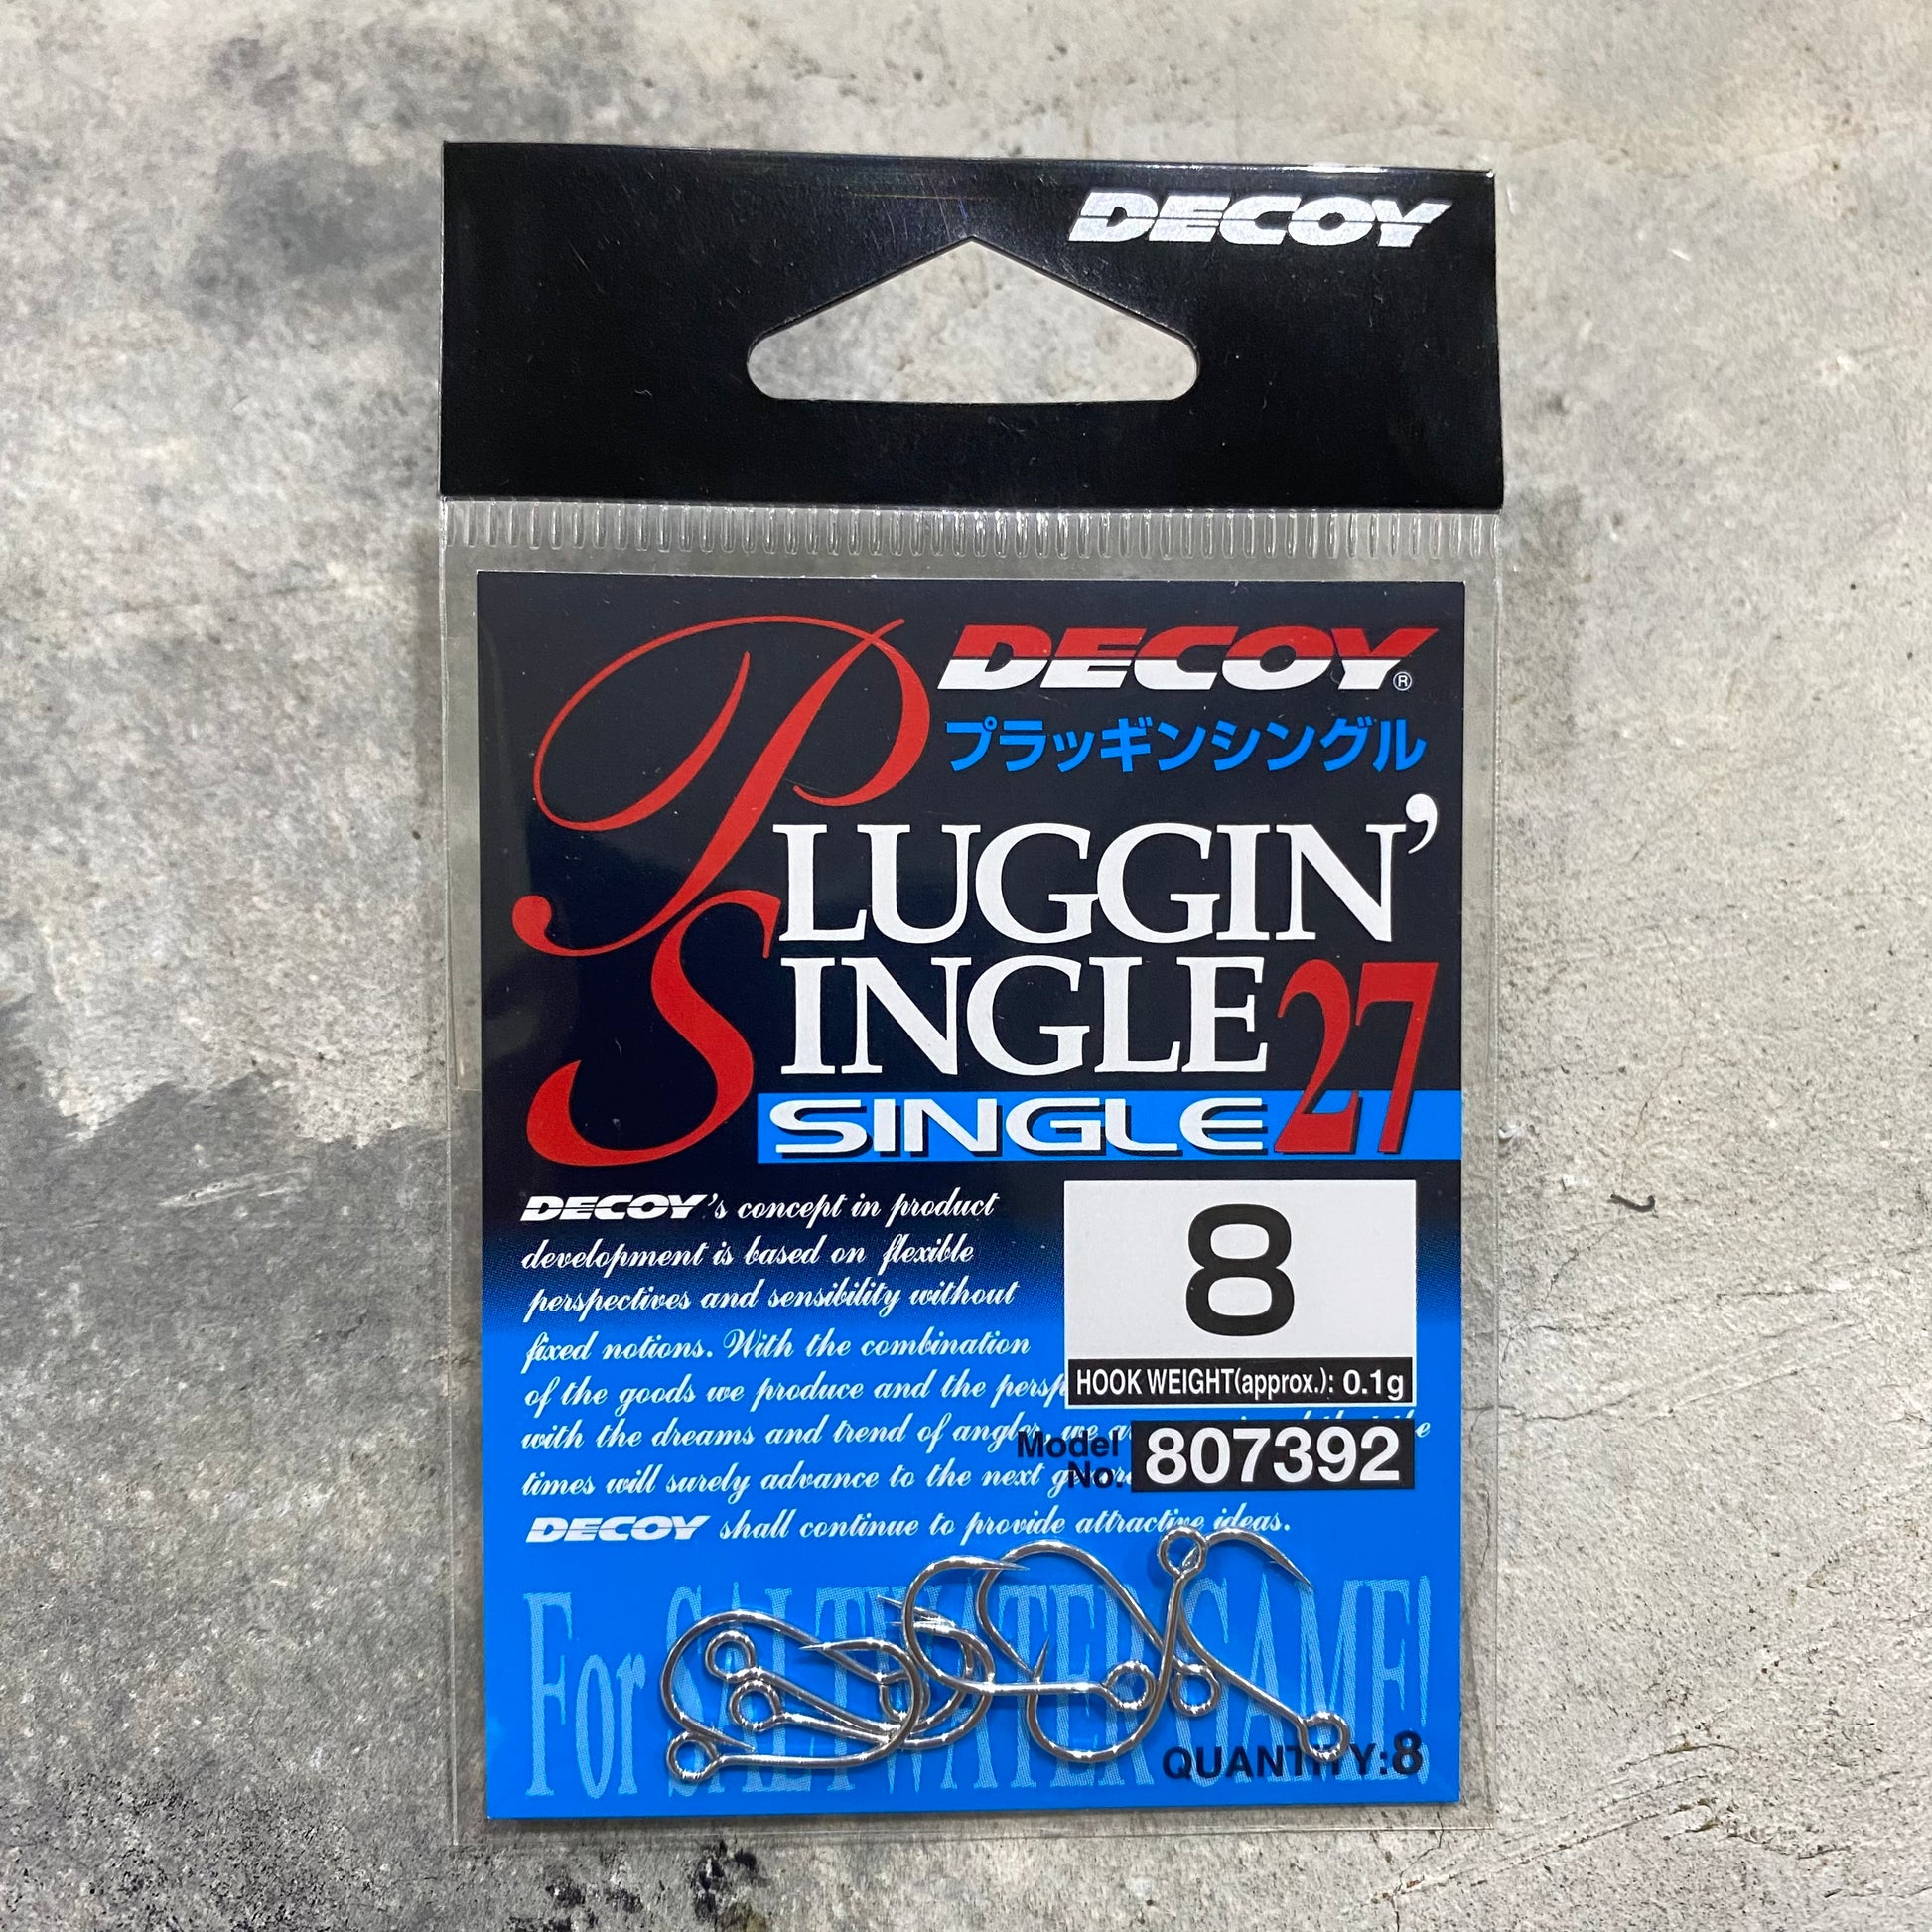 DECOY
DECOY®
プラッギンシングル
PLUGGIN'
SINGLE 27
SINGLE
DECOY's concept in product
development is based on flexible
perspectives and sensibility without
fixed notions. With the combination
of the goods we produce and the
with the dreams and trend of angler, we
times will surely advance to the next
DECOY shall continue to provide attractive ideas.
8
HOOK WEIGHT(approx.): 0.1g
Model No. 807392
For SALTWATER GAME!
QUANTITY:8